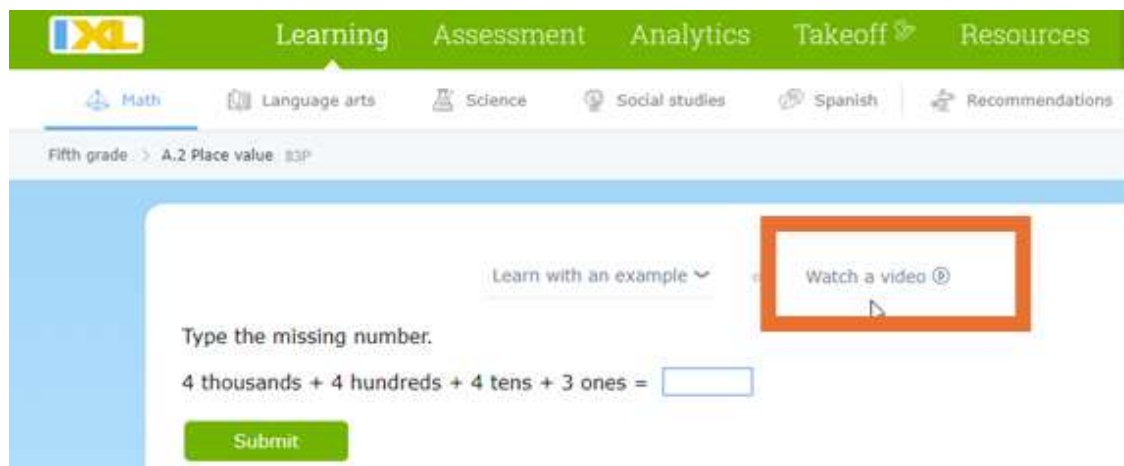 IXL Learning Assessment Analytics Takeoff Resources
Math Language arts Science Social studies Spanish Recommendations
Fifth grade > A.2 Place value B3P
Learn with an example Watch a video
Type the missing number.
4 thousands + 4 hundreds + 4 tens + 3 ones =
Submit